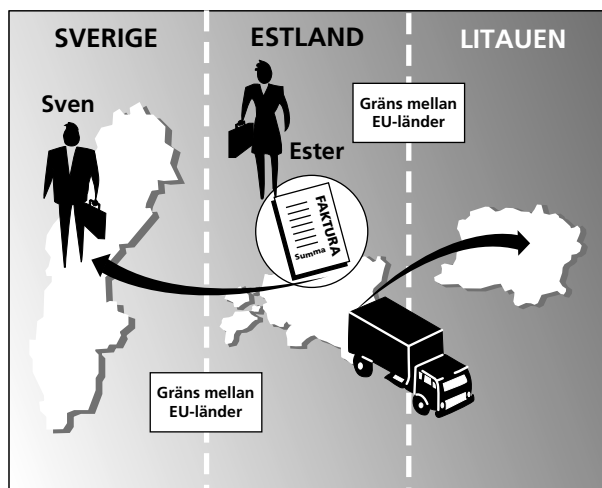 SVERIGE
ESTLAND
LITAUEN
Sven
Ester
Gräns mellan
EU-länder
FAKTURA
Summa
Gräns mellan
EU-länder